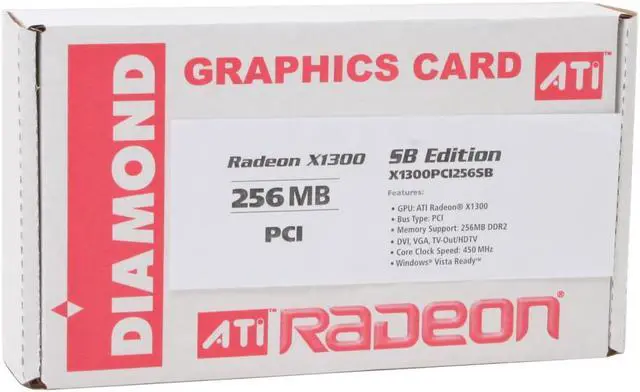 DIAMOND
GRAPHICS CARD
ATi™
Radeon X1300
256 MB
PCI
SB Edition
X1300PCI256SB
Features:
• GPU: ATI Radeon® X1300
• Bus Type: PCI
• Memory Support: 256MB DDR2
• DVI, VGA, TV-Out/HDTV
• Core Clock Speed: 450 MHz
• Windows® Vista Ready™
ATi RADEON®